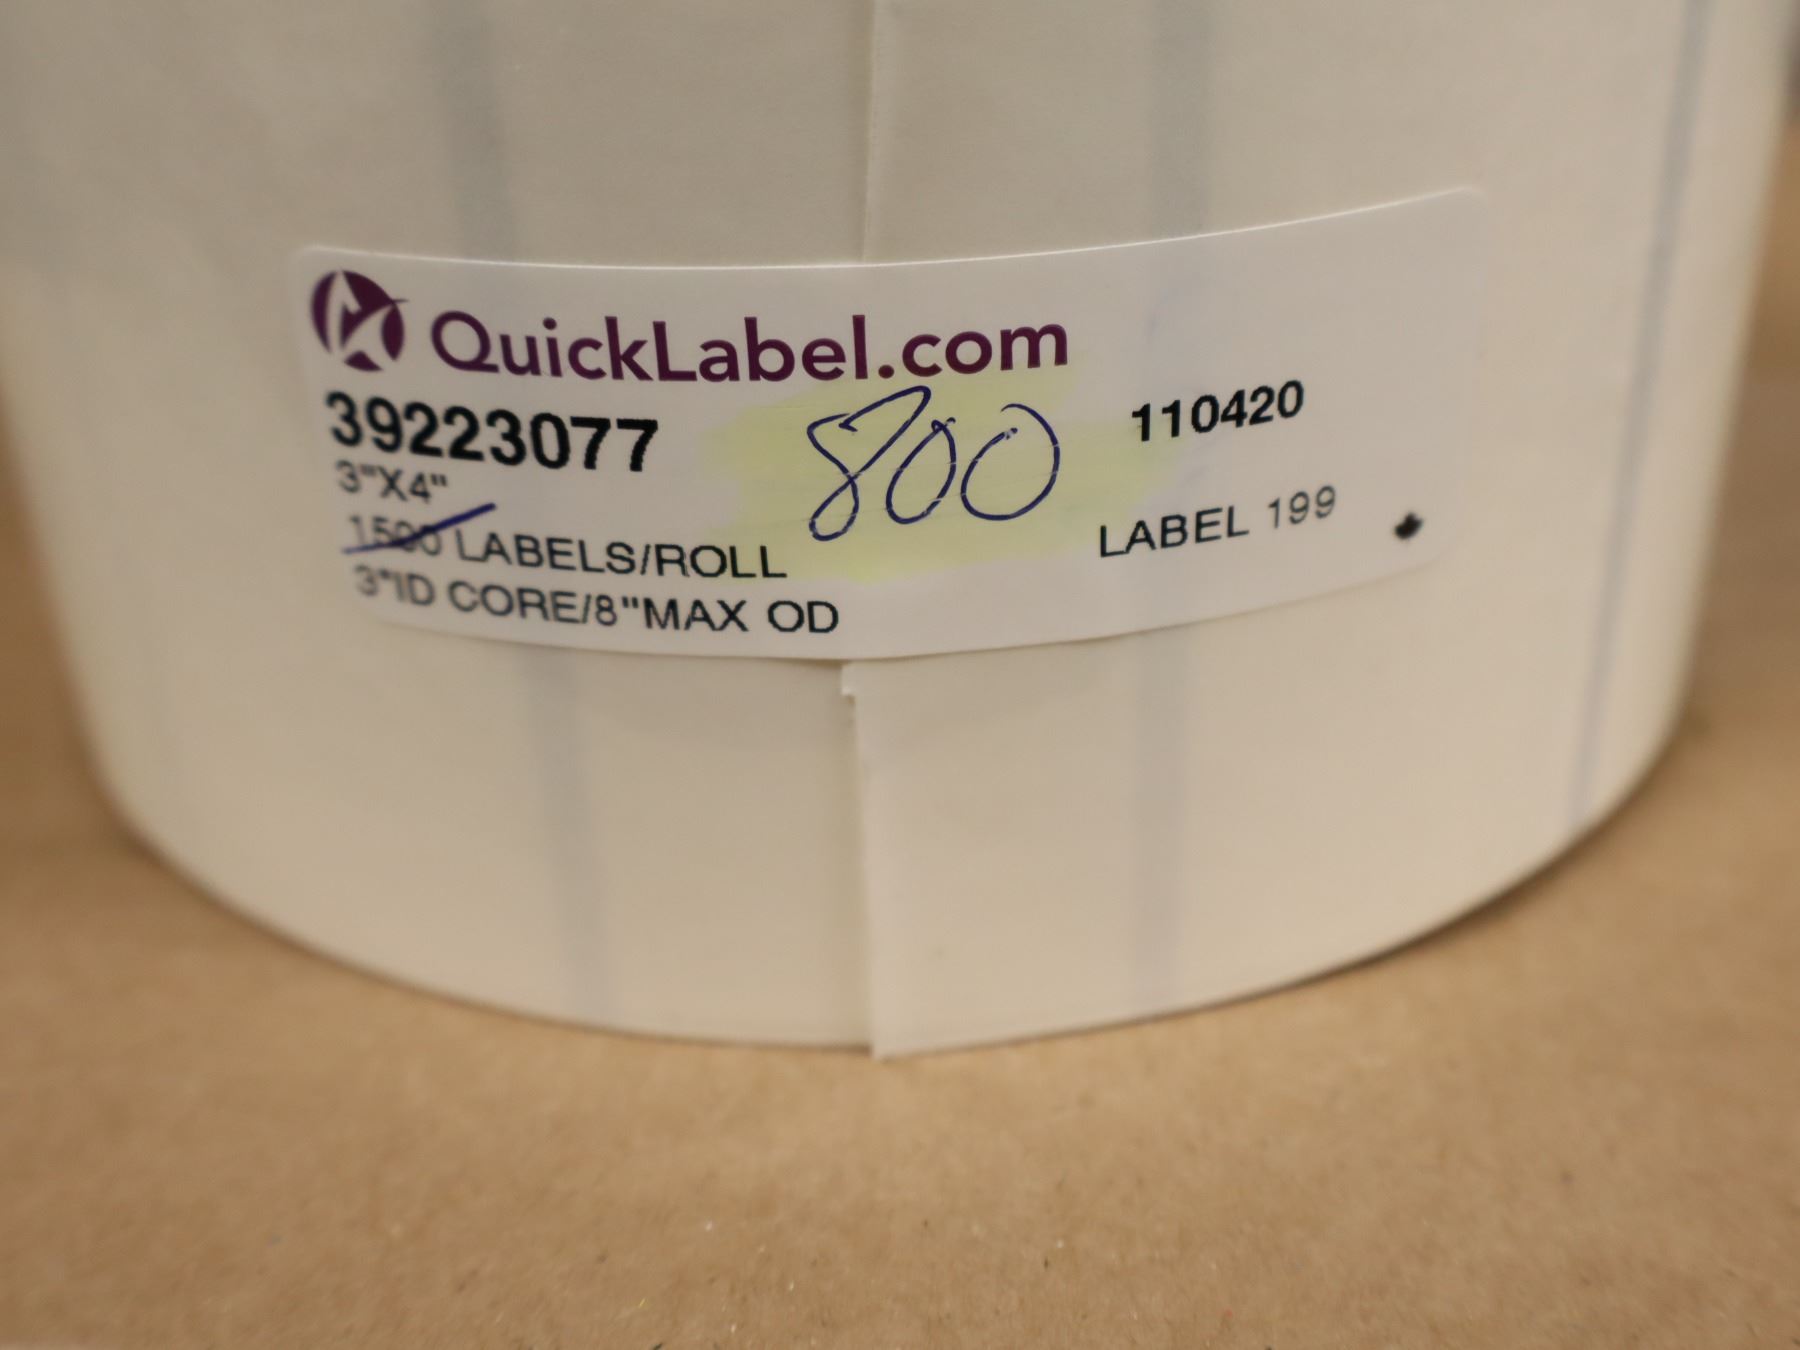 QuickLabel.com
39223077 800 110420
3"X4"
1500 LABELS/ROLL LABEL 199
3"ID CORE/8"MAX OD